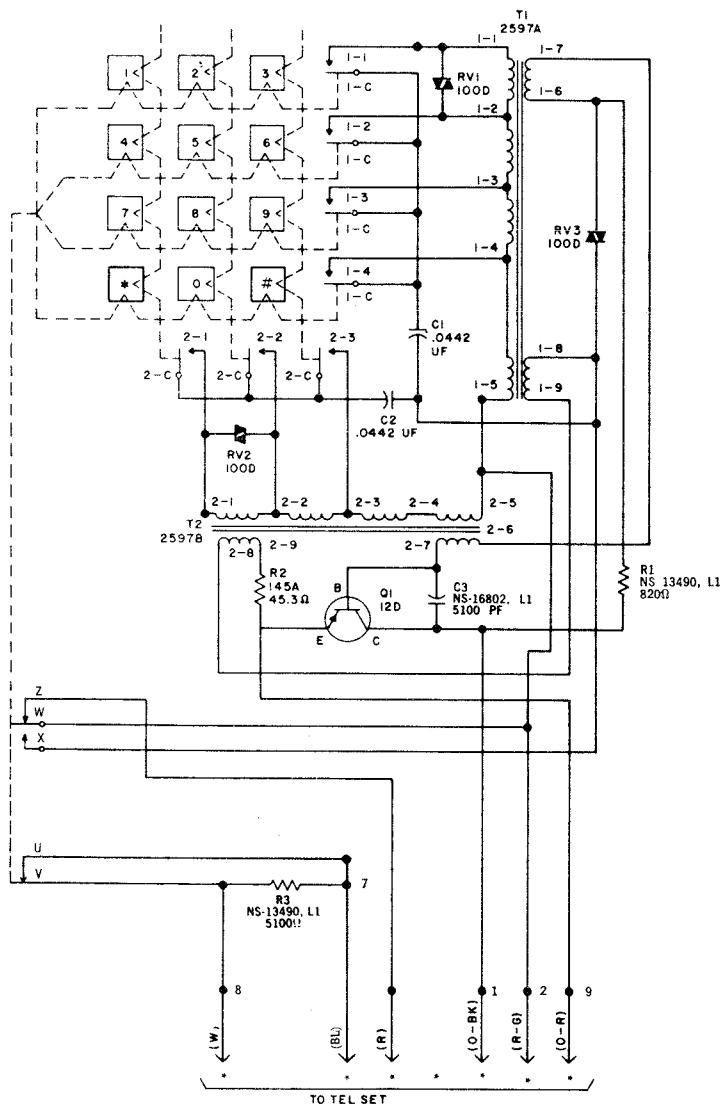 T1
2597A
1-1
1-7
1 < 2 < 3 <
1-1
1-C
RV1
100D
1-6
1-2
1-2
1-C
4 < 5 < 6 <
1-3
1-3
1-C
7 < 8 < 9 <
RV3
100D
1-4
1-4
1-C
* < 0 < # <
C1
.0442
UF
2-1 2-2 2-3
1-8
1-5 1-9
2-C 2-C 2-C
C2
.0442 UF
RV2
100D
2-1 2-2 2-3 2-4 2-5
T2
2597B
2-6
2-8 2-9 2-7
R2
145A
45.3Ω
B
Q1
12D
E C
C3
NS-16802, L1
5100 PF
R1
NS 13490, L1
820Ω
Z
W
X
U
V
7
R3
NS-13490, L1
5100Ω
8 1 2 9
(W) (BL) (R) (O-BK) (R-G) (O-R)
* * * * * * *
TO TEL SET